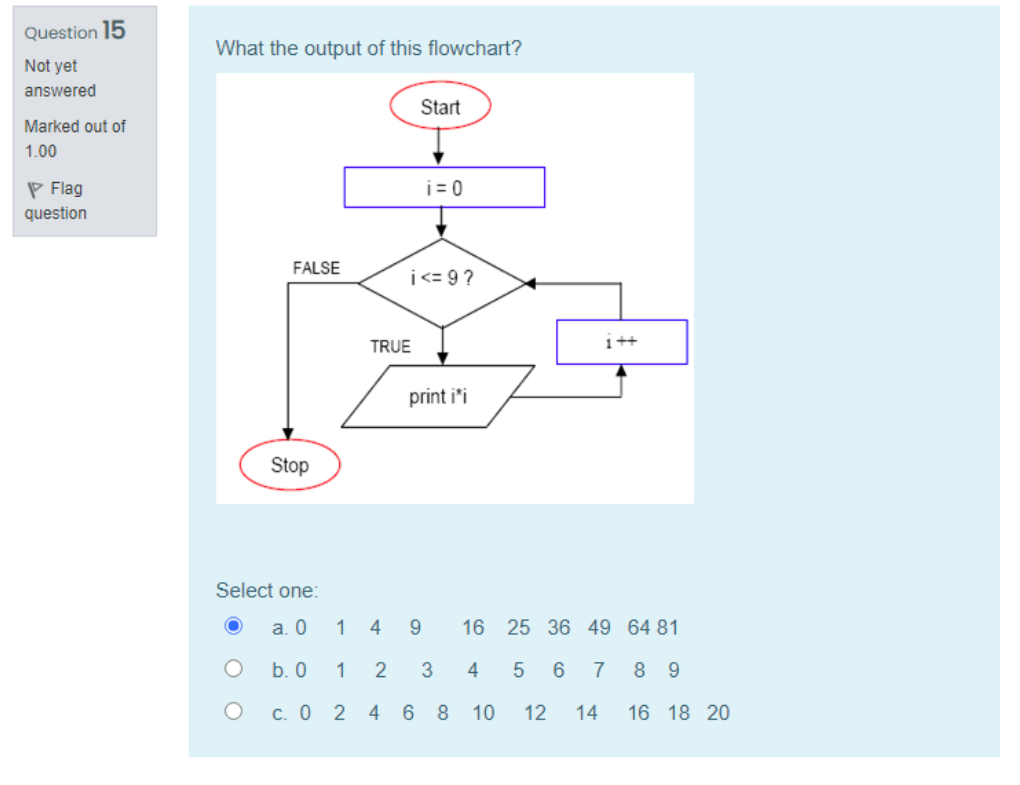 Question 15
Not yet
answered
Marked out of
1.00
Flag
question
What the output of this flowchart?
Start
i = 0
FALSE
i <= 9 ?
i ++
TRUE
print i*i
Stop
Select one:
a. 0 1 4 9 16 25 36 49 64 81
b. 0 1 2 3 4 5 6 7 8 9
c. 0 2 4 6 8 10 12 14 16 18 20